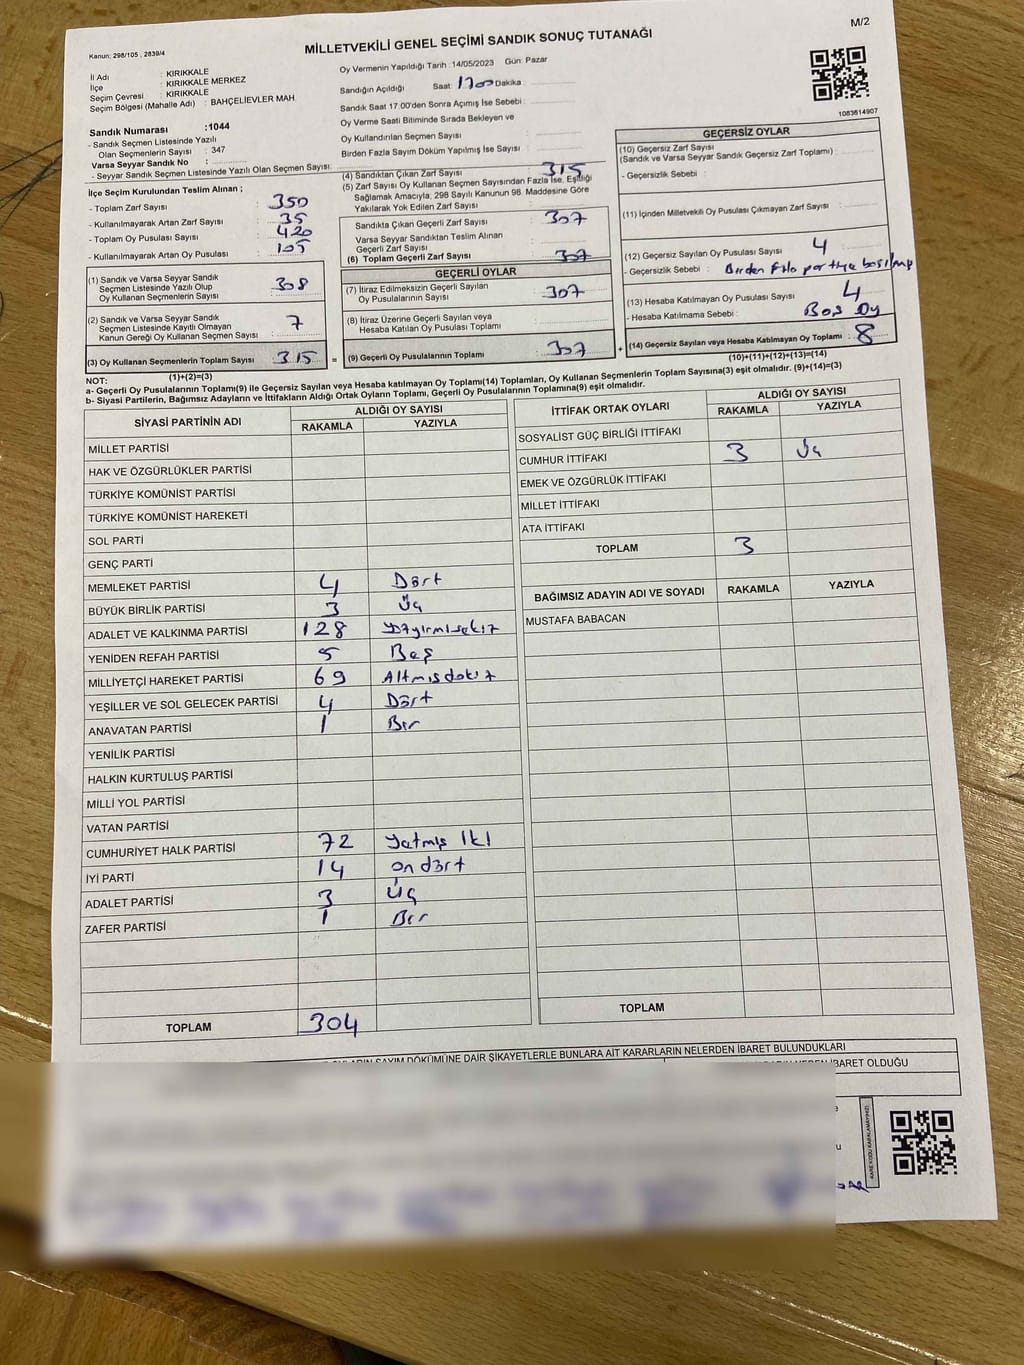 M/2
Kanun: 298/105 , 2839/4
MİLLETVEKİLİ GENEL SEÇİMİ SANDIK SONUÇ TUTANAĞI
İl Adı : KIRIKKALE
İlçe : KIRIKKALE MERKEZ
Seçim Çevresi : KIRIKKALE
Seçim Bölgesi (Mahalle Adı) : BAHÇELİEVLER MAH.
Sandık Numarası :1044
- Sandık Seçmen Listesinde Yazılı
Olan Seçmenlerin Sayısı : 347
Varsa Seyyar Sandık No :
- Seyyar Sandık Seçmen Listesinde Yazılı Olan Seçmen Sayısı:
Oy Vermenin Yapıldığı Tarih : 14/05/2023 Gün: Pazar
Sandığın Açıldığı Saat: 1700 Dakika :
Sandık Saat 17.00'den Sonra Açılmış İse Sebebi :
Oy Verme Saati Bitiminde Sırada Bekleyen ve
Oy Kullandırılan Seçmen Sayısı :
Birden Fazla Sayım Döküm Yapılmış İse Sayısı :
1083614907
İlçe Seçim Kurulundan Teslim Alınan ;
- Toplam Zarf Sayısı : 350
- Kullanılmayarak Artan Zarf Sayısı : 35
- Toplam Oy Pusulası Sayısı : 420
- Kullanılmayarak Artan Oy Pusulası : 105
(1) Sandık ve Varsa Seyyar Sandık
Seçmen Listesinde Yazılı Olup
Oy Kullanan Seçmenlerin Sayısı : 308
(2) Sandık ve Varsa Seyyar Sandık
Seçmen Listesinde Kayıtlı Olmayan
Kanun Gereği Oy Kullanan Seçmen Sayısı : 7
(3) Oy Kullanan Seçmenlerin Toplam Sayısı : 315
(1)+(2)=(3)
(4) Sandıktan Çıkan Zarf Sayısı : 315
(5) Zarf Sayısı Oy Kullanan Seçmen Sayısından Fazla İse, Eşitliği
Sağlamak Amacıyla, 298 Sayılı Kanunun 98. Maddesine Göre
Yakılarak Yok Edilen Zarf Sayısı :
Sandıkta Çıkan Geçerli Zarf Sayısı : 307
Varsa Seyyar Sandıktan Teslim Alınan
Geçerli Zarf Sayısı :
(6) Toplam Geçerli Zarf Sayısı : 307
GEÇERLİ OYLAR
(7) İtiraz Edilmeksizin Geçerli Sayılan
Oy Pusulalarının Sayısı : 307
(8) İtiraz Üzerine Geçerli Sayılan veya
Hesaba Katılan Oy Pusulası Toplamı :
= (9) Geçerli Oy Pusulalarının Toplamı : 307
GEÇERSİZ OYLAR
(10) Geçersiz Zarf Sayısı
(Sandık ve Varsa Seyyar Sandık Geçersiz Zarf Toplamı) :
- Geçersizlik Sebebi :
(11) İçinden Milletvekili Oy Pusulası Çıkmayan Zarf Sayısı :
(12) Geçersiz Sayılan Oy Pusulası Sayısı : 4
- Geçersizlik Sebebi : Birden fzla partiye basılmış
(13) Hesaba Katılmayan Oy Pusulası Sayısı : 4
- Hesaba Katılmama Sebebi : Boş Oy
+ (14) Geçersiz Sayılan veya Hesaba Katılmayan Oy Toplamı : 8
(10)+(11)+(12)+(13)=(14)
NOT:
a- Geçerli Oy Pusulalarının Toplamı(9) ile Geçersiz Sayılan veya Hesaba katılmayan Oy Toplamı(14) Toplamları, Oy Kullanan Seçmenlerin Toplam Sayısına(3) eşit olmalıdır. (9)+(14)=(3)
b- Siyasi Partilerin, Bağımsız Adayların ve İttifakların Aldığı Ortak Oyların Toplamı, Geçerli Oy Pusulalarının Toplamına(9) eşit olmalıdır.
SİYASİ PARTİNİN ADI ALDIĞI OY SAYISI
RAKAMLA YAZIYLA
MİLLET PARTİSİ
HAK VE ÖZGÜRLÜKLER PARTİSİ
TÜRKİYE KOMÜNİST PARTİSİ
TÜRKİYE KOMÜNİST HAREKETİ
SOL PARTİ
GENÇ PARTİ
MEMLEKET PARTİSİ 4 Dört
BÜYÜK BİRLİK PARTİSİ 3 Üç
ADALET VE KALKINMA PARTİSİ 128 Yüzyirmisekiz
YENİDEN REFAH PARTİSİ 5 Beş
MİLLİYETÇİ HAREKET PARTİSİ 69 Altmışdokuz
YEŞİLLER VE SOL GELECEK PARTİSİ 4 Dört
ANAVATAN PARTİSİ 1 Bir
YENİLİK PARTİSİ
HALKIN KURTULUŞ PARTİSİ
MİLLİ YOL PARTİSİ
VATAN PARTİSİ
CUMHURİYET HALK PARTİSİ 72 Yetmiş İki
İYİ PARTİ 14 on dört
ADALET PARTİSİ 3 Üç
ZAFER PARTİSİ 1 Bir
TOPLAM 304
İTTİFAK ORTAK OYLARI ALDIĞI OY SAYISI
RAKAMLA YAZIYLA
SOSYALİST GÜÇ BİRLİĞİ İTTİFAKI
CUMHUR İTTİFAKI 3 Üç
EMEK VE ÖZGÜRLÜK İTTİFAKI
MİLLET İTTİFAKI
ATA İTTİFAKI
TOPLAM 3
BAĞIMSIZ ADAYIN ADI VE SOYADI RAKAMLA YAZIYLA
MUSTAFA BABACAN
TOPLAM
SAYIM DÖKÜMÜNE DAİR ŞİKAYETLERLE BUNLARA AİT KARARLARIN NELERDEN İBARET BULUNDUKLARI
İBARET OLDUĞU